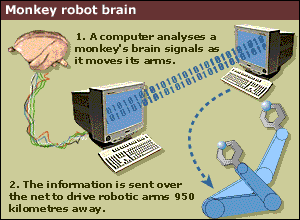 Monkey robot brain
1. A computer analyses a
monkey's brain signals as
it moves its arms.
2. The information is sent over
the net to drive robotic arms 950
kilometres away.